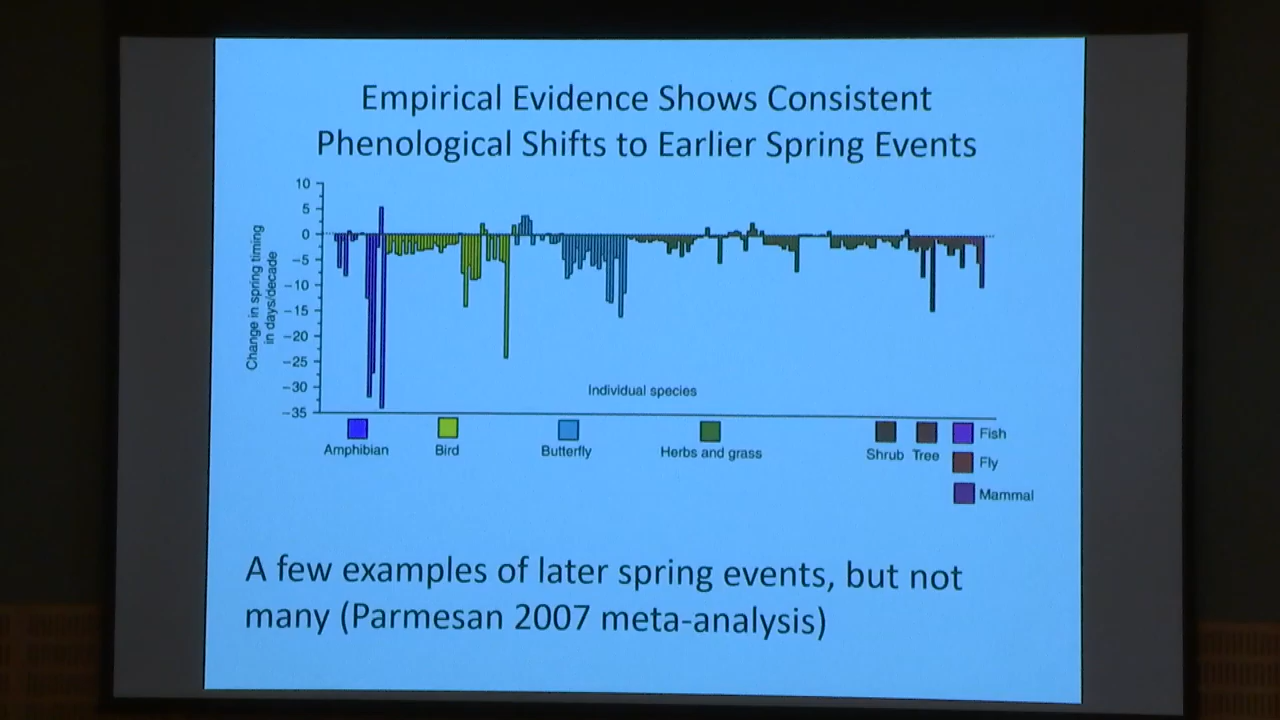 Empirical Evidence Shows Consistent
Phenological Shifts to Earlier Spring Events
Change in spring timing
in days/decade
10
5
0
−5
−10
−15
−20
−25
−30
−35
Individual species
Amphibian
Bird
Butterfly
Herbs and grass
Shrub
Tree
Fish
Fly
Mammal
A few examples of later spring events, but not
many (Parmesan 2007 meta-analysis)